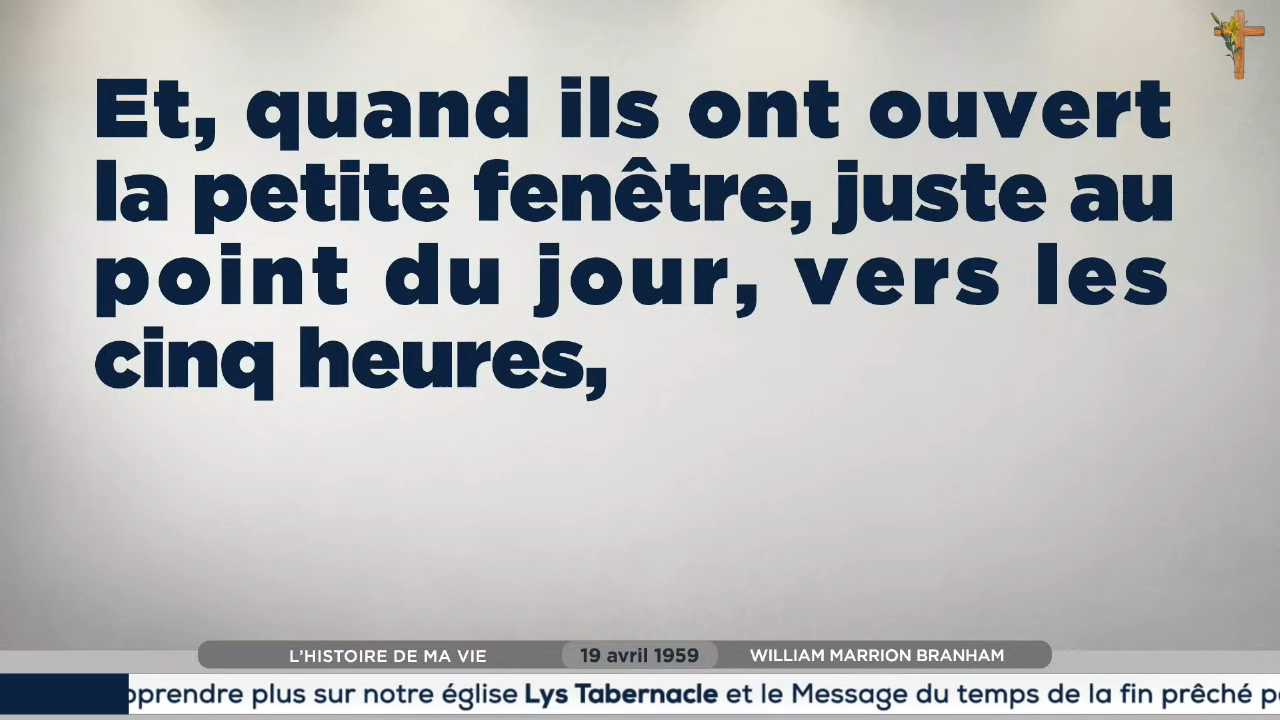 Et, quand ils ont ouvert
la petite fenêtre, juste au
point du jour, vers les
cinq heures,
L'HISTOIRE DE MA VIE 19 avril 1959 WILLIAM MARRION BRANHAM
plus sur notre église Lys Tabernacle et le Message du temps de la fin prêché